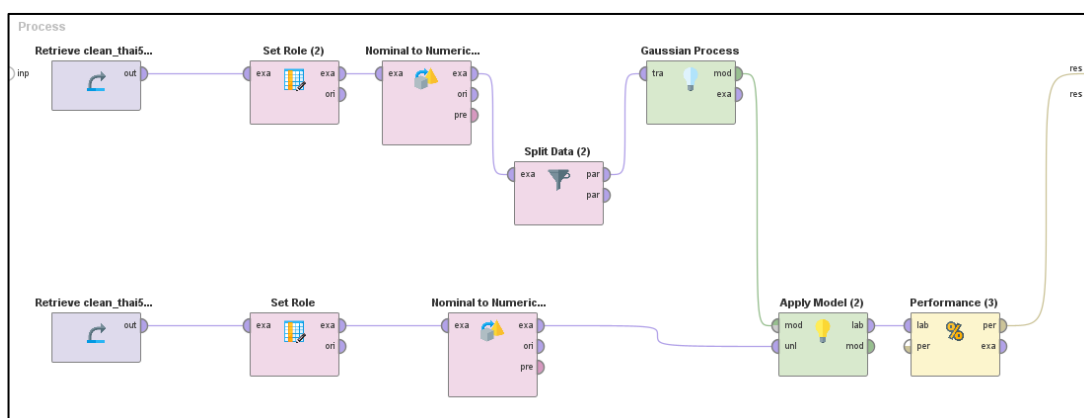 Process
inp
Retrieve clean_thai5...
out
Set Role (2)
exa exa
ori
Nominal to Numeric...
exa exa
ori
pre
Split Data (2)
exa par
par
Gaussian Process
tra mod
exa
res
res
Retrieve clean_thai5...
out
Set Role
exa exa
ori
Nominal to Numeric...
exa exa
ori
pre
Apply Model (2)
mod lab
unl mod
Performance (3)
lab % per
per exa